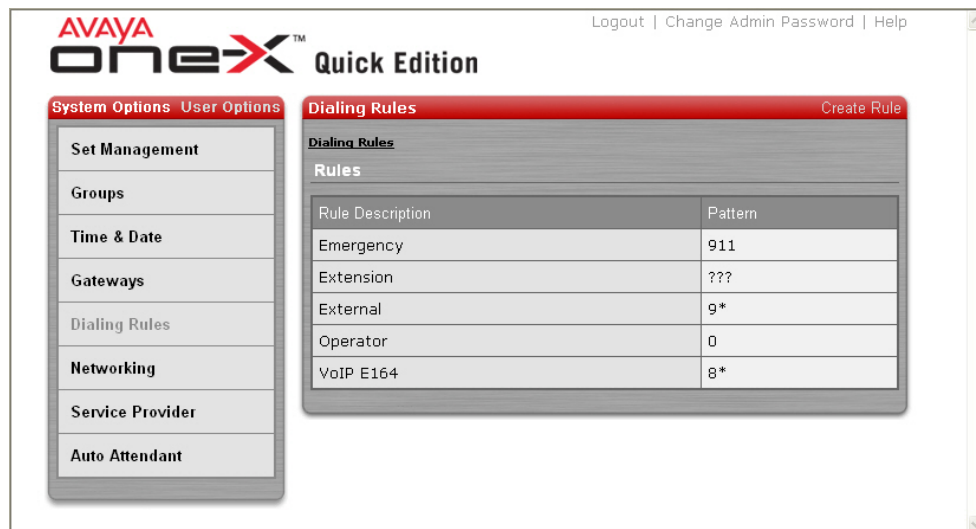 Logout | Change Admin Password | Help
AVAYA
one-X™ Quick Edition
System Options User Options
Set Management
Groups
Time & Date
Gateways
Dialing Rules
Networking
Service Provider
Auto Attendant
Dialing Rules Create Rule
Dialing Rules
Rules
Rule Description Pattern
Emergency 911
Extension ???
External 9*
Operator 0
VoIP E164 8*